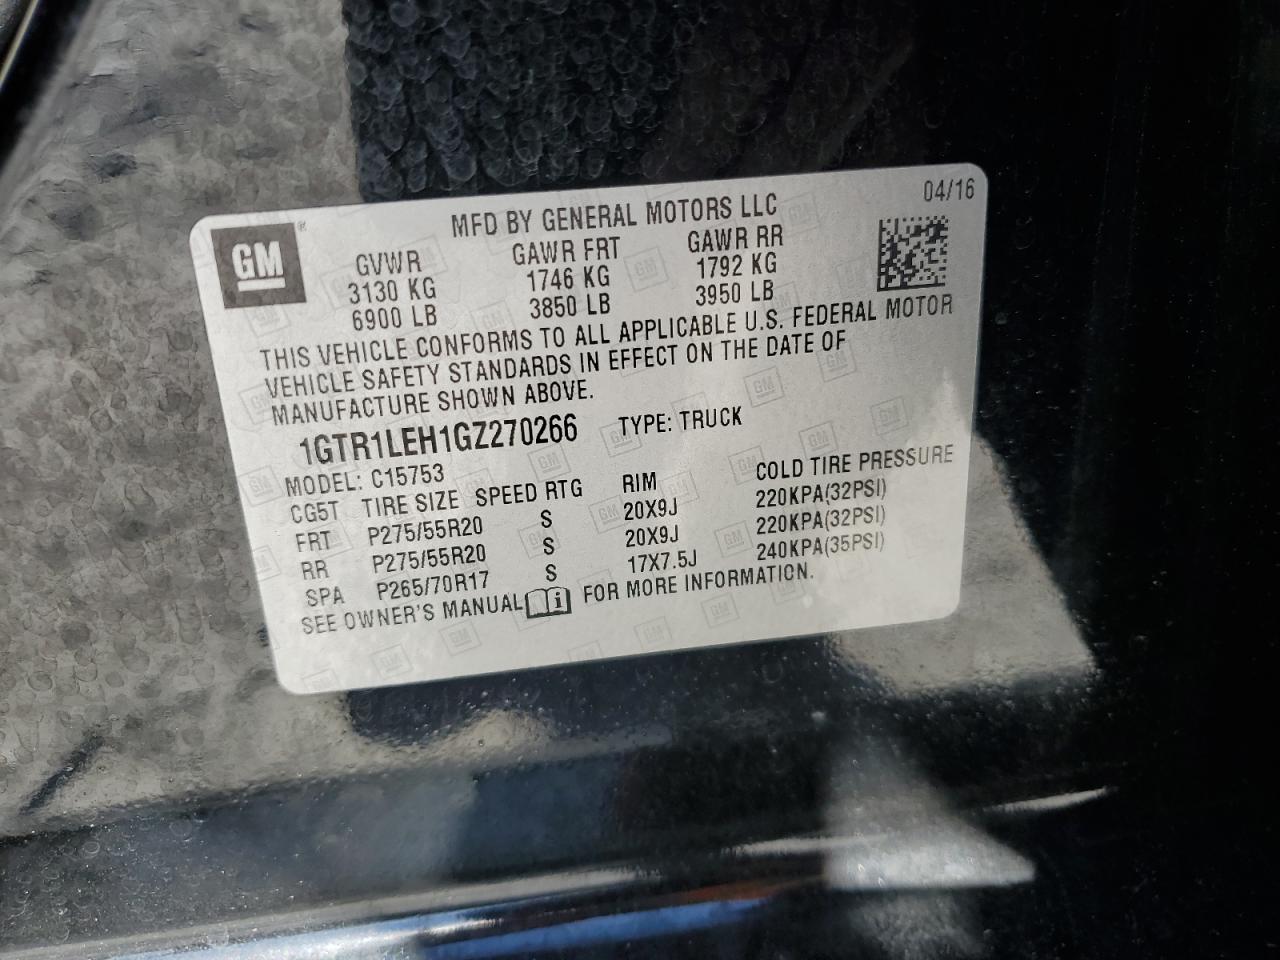 GM®
MFD BY GENERAL MOTORS LLC 04/16
GVWR GAWR FRT GAWR RR
3130 KG 1746 KG 1792 KG
6900 LB 3850 LB 3950 LB
THIS VEHICLE CONFORMS TO ALL APPLICABLE U.S. FEDERAL MOTOR
VEHICLE SAFETY STANDARDS IN EFFECT ON THE DATE OF
MANUFACTURE SHOWN ABOVE.
1GTR1LEH1GZ270266 TYPE: TRUCK
MODEL: C15753
CG5T TIRE SIZE SPEED RTG RIM COLD TIRE PRESSURE
FRT P275/55R20 S 20X9J 220KPA(32PSI)
RR P275/55R20 S 20X9J 220KPA(32PSI)
SPA P265/70R17 S 17X7.5J 240KPA(35PSI)
SEE OWNER'S MANUAL i FOR MORE INFORMATION.